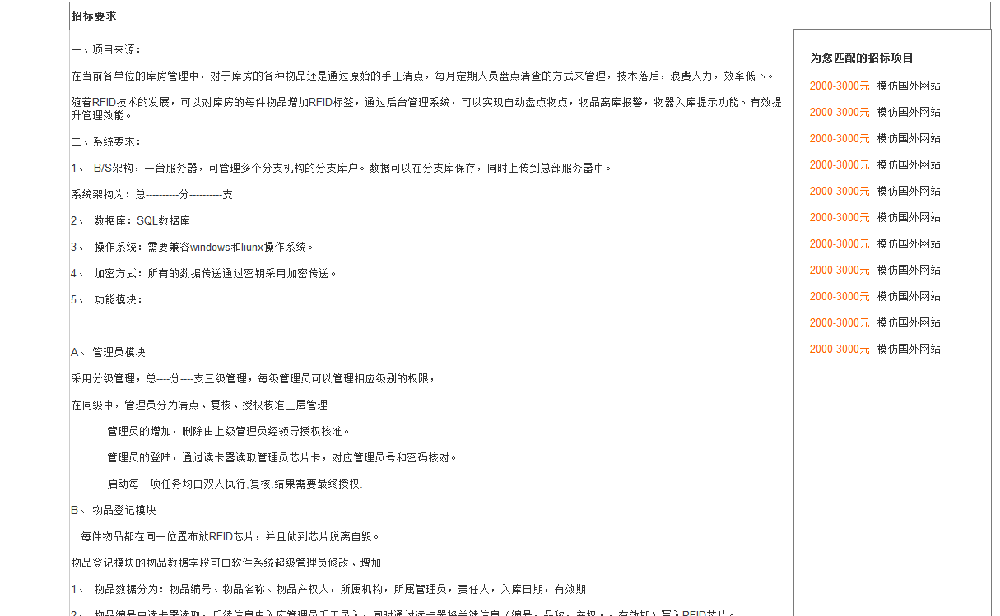 招标要求
一、项目来源：
在当前各单位的库房管理中，对于库房的各种物品还是通过原始的手工清点，每月定期人员盘点清查的方式来管理，技术落后，浪费人力，效率低下。
随着RFID技术的发展，可以对库房的每件物品增加RFID标签，通过后台管理系统，可以实现自动盘点物点，物品离库报警，物器入库提示功能。有效提
升管理效能。
二、系统要求：
1、 B/S架构，一台服务器，可管理多个分支机构的分支库户。数据可以在分支库保存，同时上传到总部服务器中。
系统架构为：总----------分----------支
2、 数据库：SQL数据库
3、 操作系统：需要兼容windows和liunx操作系统。
4、 加密方式：所有的数据传送通过密钥采用加密传送。
5、 功能模块：
A、 管理员模块
采用分级管理，总----分----支三级管理，每级管理员可以管理相应级别的权限，
在同级中，管理员分为清点、复核、授权核准三层管理
管理员的增加，删除由上级管理员经领导授权核准。
管理员的登陆，通过读卡器读取管理员芯片卡，对应管理员号和密码核对。
启动每一项任务均由双人执行,复核.结果需要最终授权.
B、 物品登记模块
每件物品都在同一位置布放RFID芯片，并且做到芯片脱离自毁。
物品登记模块的物品数据字段可由软件系统超级管理员修改、增加
1、 物品数据分为：物品编号、物品名称、物品产权人，所属机构，所属管理员，责任人，入库日期，有效期
2、 物品编号由读卡器读取，后续信息由入库管理员手工录入，同时通过读卡器将关键信息（编号，品称，产权人，有效期）写入RFID芯片。
为您匹配的招标项目
2000-3000元 模仿国外网站
2000-3000元 模仿国外网站
2000-3000元 模仿国外网站
2000-3000元 模仿国外网站
2000-3000元 模仿国外网站
2000-3000元 模仿国外网站
2000-3000元 模仿国外网站
2000-3000元 模仿国外网站
2000-3000元 模仿国外网站
2000-3000元 模仿国外网站
2000-3000元 模仿国外网站